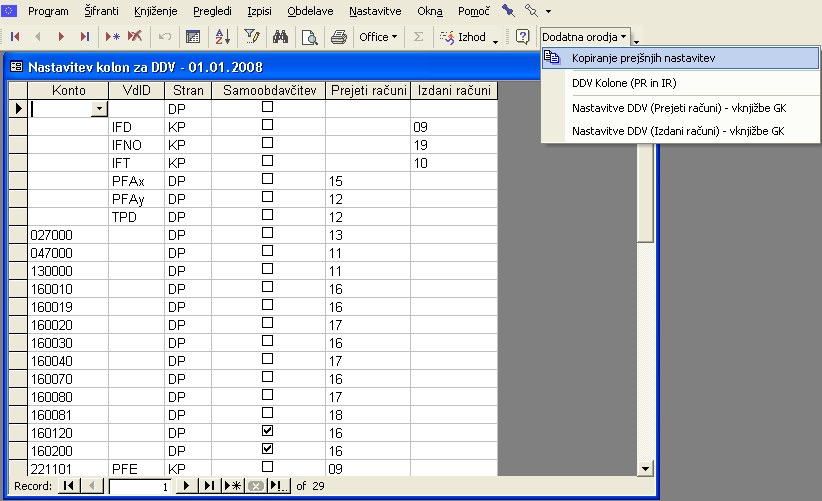 Program Šifranti Knjiženje Pregledi Izpisi Obdelave Nastavitve Okna Pomoč
Office Σ Izhod ? Dodatna orodja
Kopiranje prejšnjih nastavitev
DDV Kolone (PR in IR)
Nastavitve DDV (Prejeti računi) - vknjižbe GK
Nastavitve DDV (Izdani računi) - vknjižbe GK
Nastavitev kolon za DDV - 01.01.2008
Konto VdID Stran Samoobdavčitev Prejeti računi Izdani računi
DP
IFD KP 09
IFNO KP 19
IFT KP 10
PFAx DP 15
PFAy DP 12
TPD DP 12
027000 DP 13
047000 DP 11
130000 DP 11
160010 DP 16
160019 DP 16
160020 DP 17
160030 DP 16
160040 DP 17
160070 DP 16
160080 DP 17
160081 DP 18
160120 DP 16
160200 DP 16
221101 PFE KP 09
Record: 1 of 29